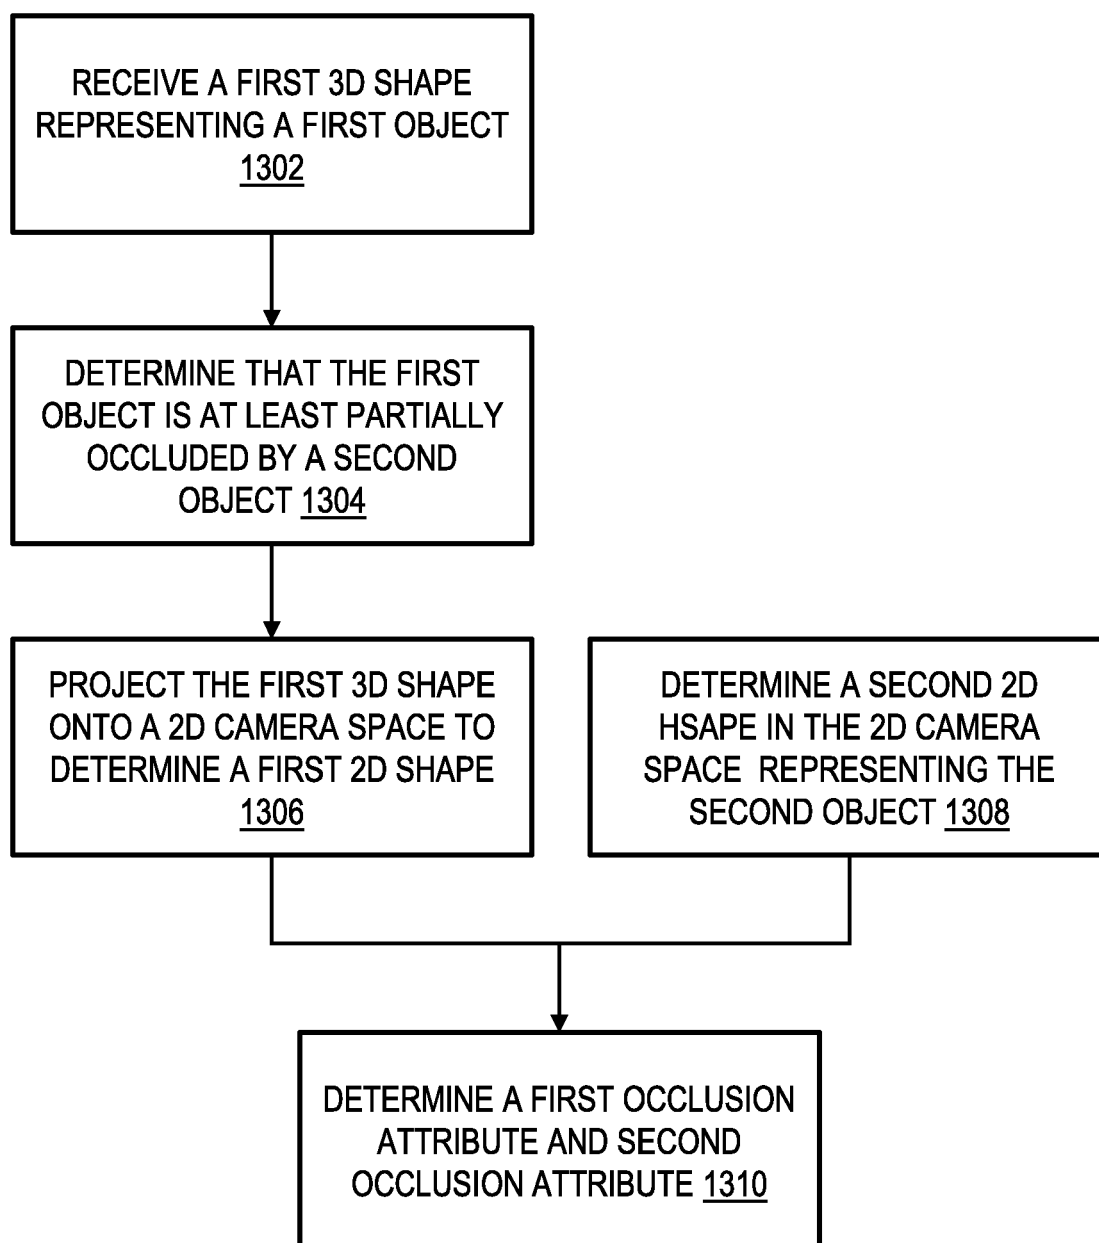 RECEIVE A FIRST 3D SHAPE
REPRESENTING A FIRST OBJECT
1302
DETERMINE THAT THE FIRST
OBJECT IS AT LEAST PARTIALLY
OCCLUDED BY A SECOND
OBJECT 1304
PROJECT THE FIRST 3D SHAPE
ONTO A 2D CAMERA SPACE TO
DETERMINE A FIRST 2D SHAPE
1306
DETERMINE A SECOND 2D
HSAPE IN THE 2D CAMERA
SPACE REPRESENTING THE
SECOND OBJECT 1308
DETERMINE A FIRST OCCLUSION
ATTRIBUTE AND SECOND
OCCLUSION ATTRIBUTE 1310